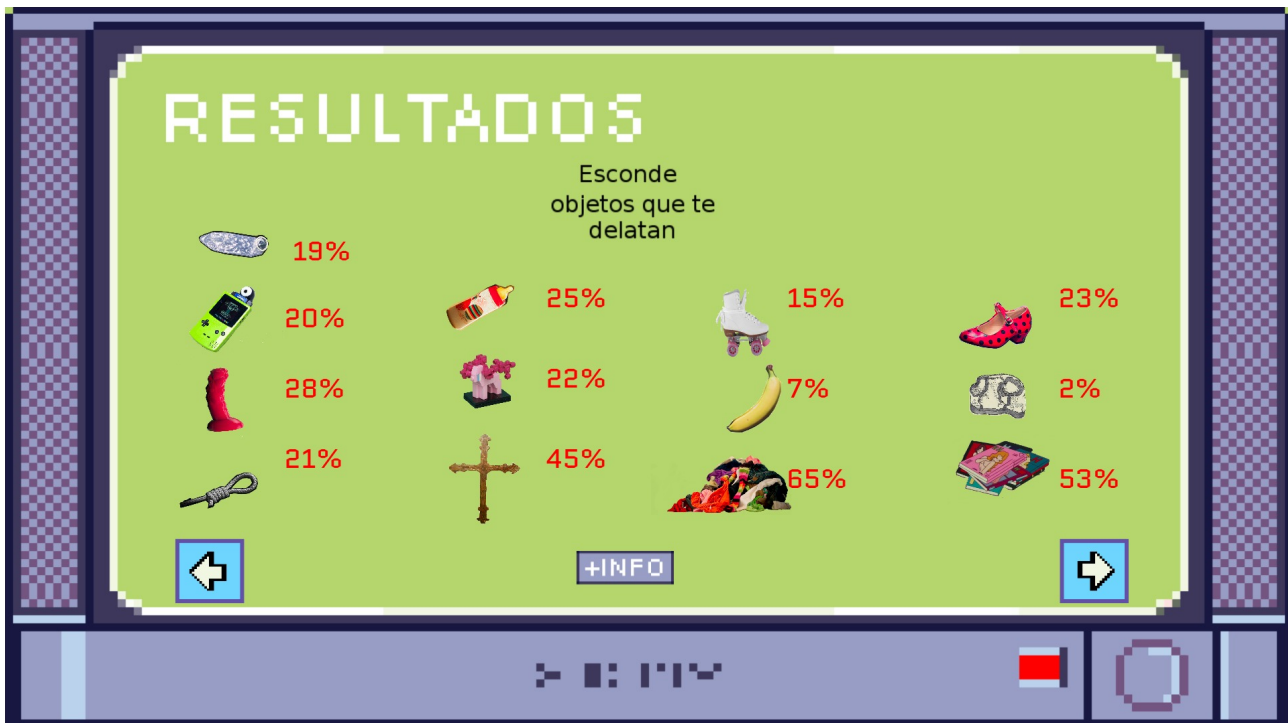 RESULTADOS
Esconde
objetos que te
delatan
19%
20%
25%
15%
23%
28%
22%
7%
2%
21%
45%
65%
53%
+INFO